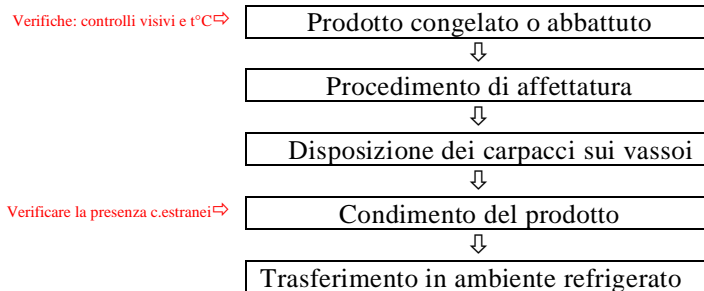 Verifiche: controlli visivi e t°C⇨ Prodotto congelato o abbattuto
⇩
Procedimento di affettatura
⇩
Disposizione dei carpacci sui vassoi
⇩
Verificare la presenza c.estranei⇨ Condimento del prodotto
⇩
Trasferimento in ambiente refrigerato